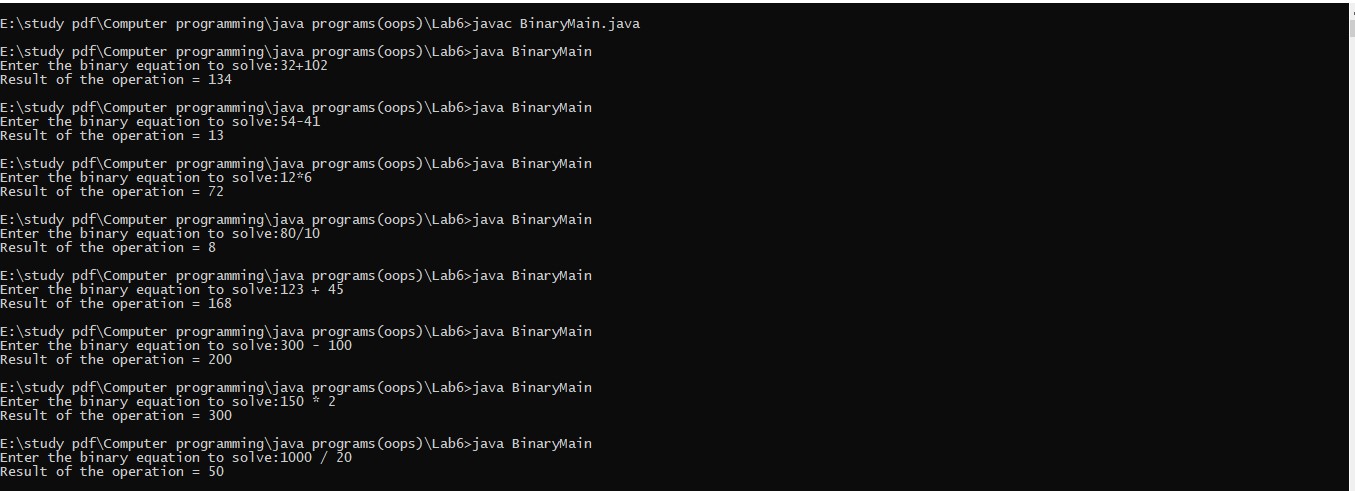 E:\study pdf\Computer programming\java programs(oops)\Lab6>javac BinaryMain.java
E:\study pdf\Computer programming\java programs(oops)\Lab6>java BinaryMain
Enter the binary equation to solve:32+102
Result of the operation = 134
E:\study pdf\Computer programming\java programs(oops)\Lab6>java BinaryMain
Enter the binary equation to solve:54-41
Result of the operation = 13
E:\study pdf\Computer programming\java programs(oops)\Lab6>java BinaryMain
Enter the binary equation to solve:12*6
Result of the operation = 72
E:\study pdf\Computer programming\java programs(oops)\Lab6>java BinaryMain
Enter the binary equation to solve:80/10
Result of the operation = 8
E:\study pdf\Computer programming\java programs(oops)\Lab6>java BinaryMain
Enter the binary equation to solve:123 + 45
Result of the operation = 168
E:\study pdf\Computer programming\java programs(oops)\Lab6>java BinaryMain
Enter the binary equation to solve:300 - 100
Result of the operation = 200
E:\study pdf\Computer programming\java programs(oops)\Lab6>java BinaryMain
Enter the binary equation to solve:150 * 2
Result of the operation = 300
E:\study pdf\Computer programming\java programs(oops)\Lab6>java BinaryMain
Enter the binary equation to solve:1000 / 20
Result of the operation = 50